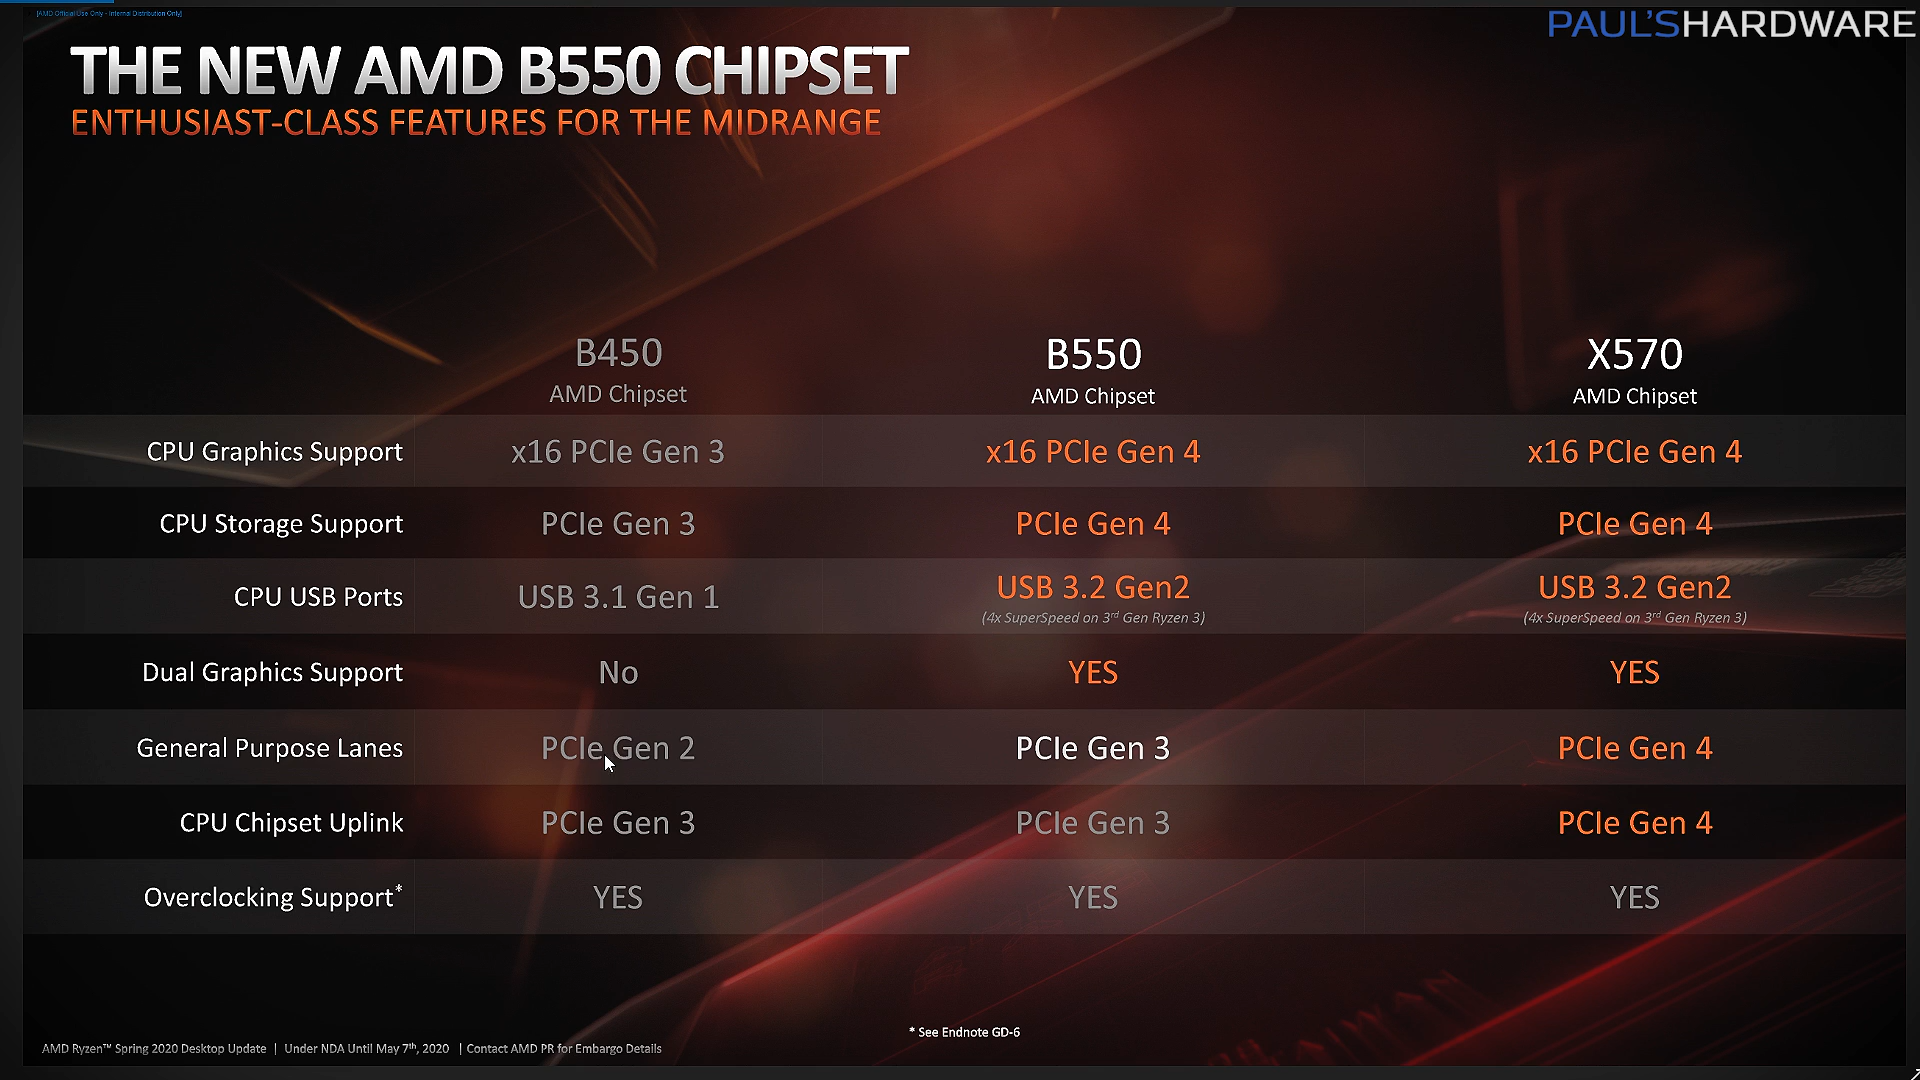 [AMD Official Use Only - Internal Distribution Only]
PAUL'SHARDWARE
THE NEW AMD B550 CHIPSET
ENTHUSIAST-CLASS FEATURES FOR THE MIDRANGE
B450 B550 X570
AMD Chipset AMD Chipset AMD Chipset
CPU Graphics Support x16 PCIe Gen 3 x16 PCIe Gen 4 x16 PCIe Gen 4
CPU Storage Support PCIe Gen 3 PCIe Gen 4 PCIe Gen 4
CPU USB Ports USB 3.1 Gen 1 USB 3.2 Gen2 USB 3.2 Gen2
(4x SuperSpeed on 3rd Gen Ryzen 3) (4x SuperSpeed on 3rd Gen Ryzen 3)
Dual Graphics Support No YES YES
General Purpose Lanes PCIe Gen 2 PCIe Gen 3 PCIe Gen 4
CPU Chipset Uplink PCIe Gen 3 PCIe Gen 3 PCIe Gen 4
Overclocking Support* YES YES YES
* See Endnote GD-6
AMD Ryzen™ Spring 2020 Desktop Update | Under NDA Until May 7th, 2020 | Contact AMD PR for Embargo Details